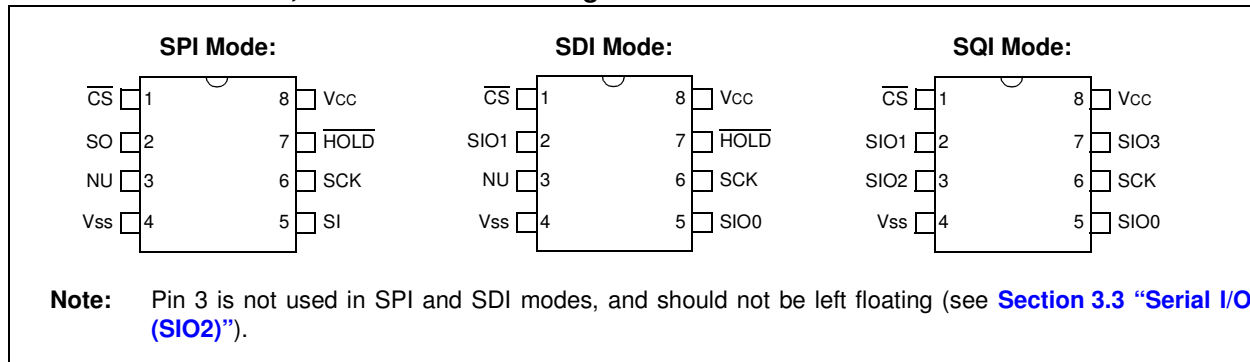 SPI Mode:
CS 1 8 VCC
SO 2 7 HOLD
NU 3 6 SCK
Vss 4 5 SI
SDI Mode:
CS 1 8 VCC
SIO1 2 7 HOLD
NU 3 6 SCK
Vss 4 5 SIO0
SQI Mode:
CS 1 8 VCC
SIO1 2 7 SIO3
SIO2 3 6 SCK
Vss 4 5 SIO0
Note: Pin 3 is not used in SPI and SDI modes, and should not be left floating (see Section 3.3 “Serial I/O
(SIO2)”).